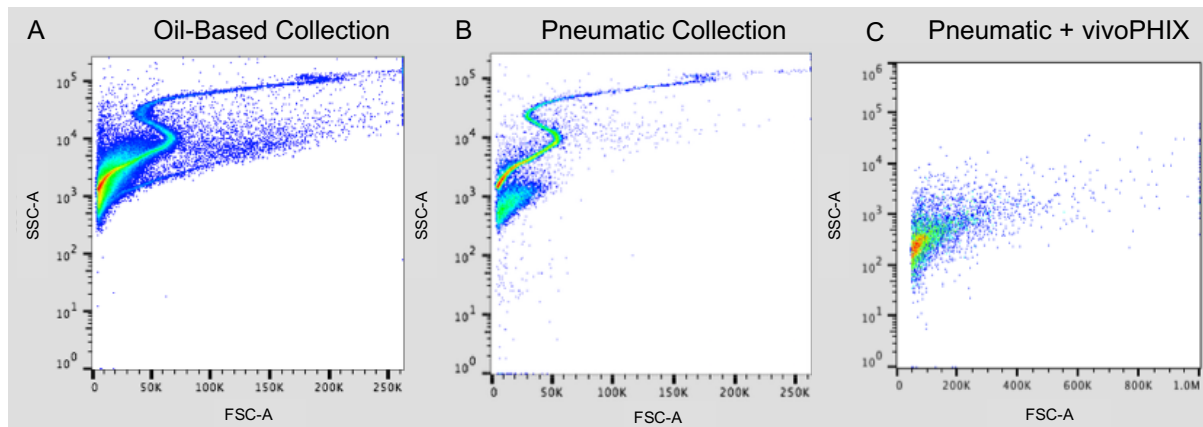 A Oil-Based Collection
B Pneumatic Collection
C Pneumatic + vivoPHIX
SSC-A
10^5
10^4
10^3
10^2
10^1
10^0
0 50K 100K 150K 200K 250K
FSC-A
SSC-A
10^5
10^4
10^3
10^2
10^1
10^0
0 50K 100K 150K 200K 250K
FSC-A
SSC-A
10^6
10^5
10^4
10^3
10^2
10^1
10^0
0 200K 400K 600K 800K 1.0M
FSC-A